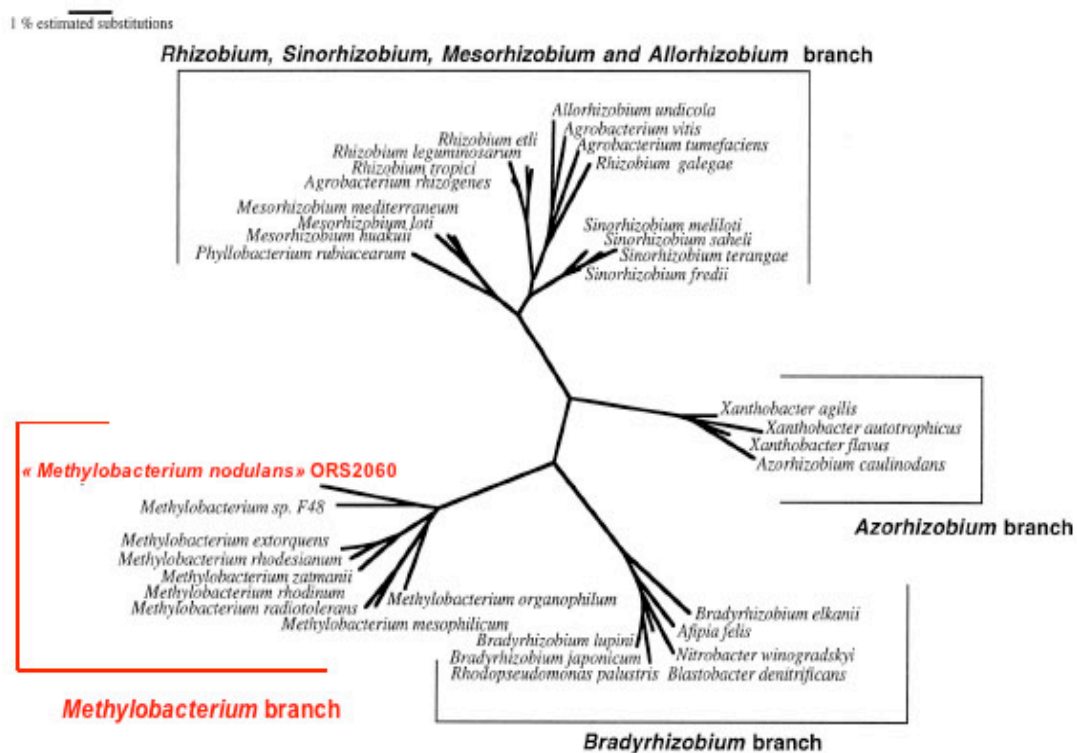 1 % estimated substitutions
Rhizobium, Sinorhizobium, Mesorhizobium and Allorhizobium branch
Allorhizobium undicola
Agrobacterium vitis
Agrobacterium tumefaciens
Rhizobium galegae
Rhizobium etli
Rhizobium leguminosarum
Rhizobium tropici
Agrobacterium rhizogenes
Mesorhizobium mediterraneum
Mesorhizobium loti
Mesorhizobium huakuii
Phyllobacterium rubiacearum
Sinorhizobium meliloti
Sinorhizobium saheli
Sinorhizobium terangae
Sinorhizobium fredii
Xanthobacter agilis
Xanthobacter autotrophicus
Xanthobacter flavus
Azorhizobium caulinodans
Azorhizobium branch
« Methylobacterium nodulans» ORS2060
Methylobacterium sp. F48
Methylobacterium extorquens
Methylobacterium rhodesianum
Methylobacterium zatmanii
Methylobacterium rhodinum
Methylobacterium radiotolerans
Methylobacterium organophilum
Methylobacterium mesophilicum
Methylobacterium branch
Bradyrhizobium elkanii
Afipia felis
Nitrobacter winogradskyi
Blastobacter denitrificans
Bradyrhizobium lupini
Bradyrhizobium japonicum
Rhodopseudomonas palustris
Bradyrhizobium branch